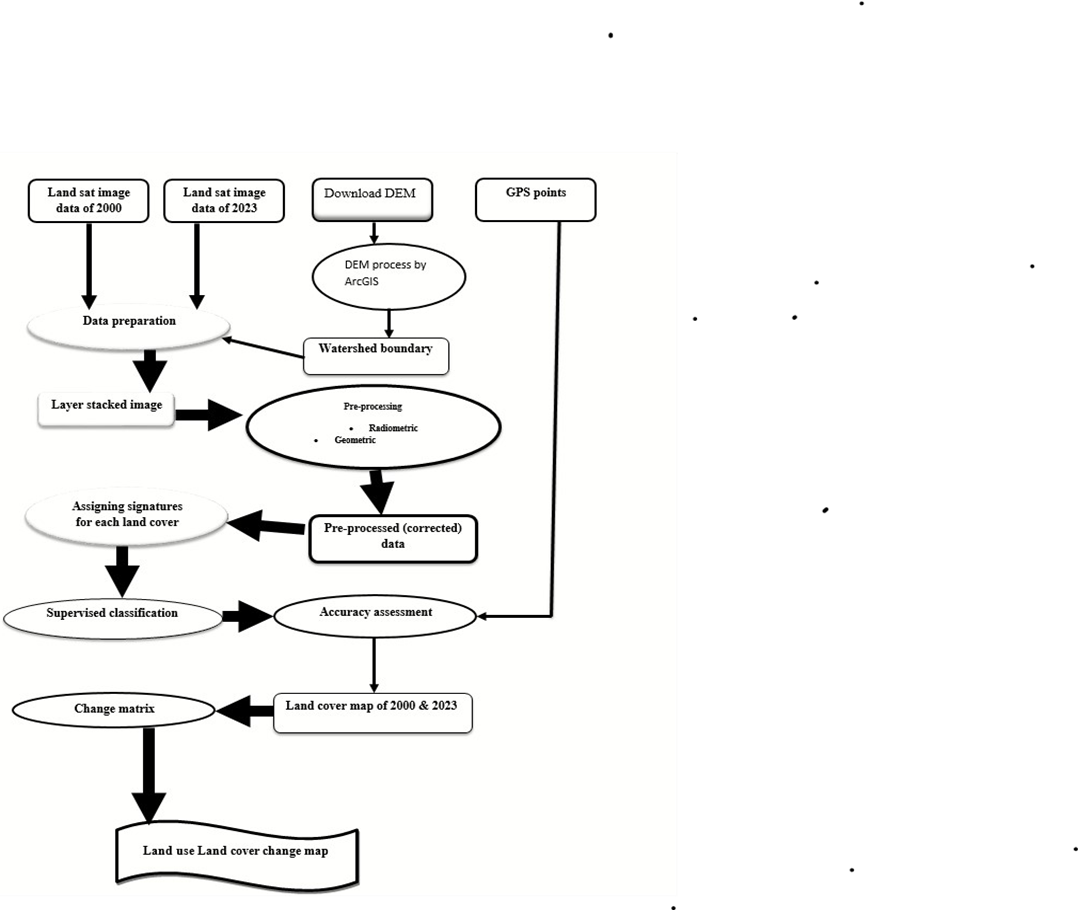 Land sat image
data of 2000
Land sat image
data of 2023
Download DEM
GPS points
DEM process by
ArcGIS
Data preparation
Watershed boundary
Layer stacked image
Pre-processing
• Radiometric
• Geometric
Assigning signatures
for each land cover
Pre-processed (corrected)
data
Supervised classification
Accuracy assessment
Change matrix
Land cover map of 2000 & 2023
Land use Land cover change map